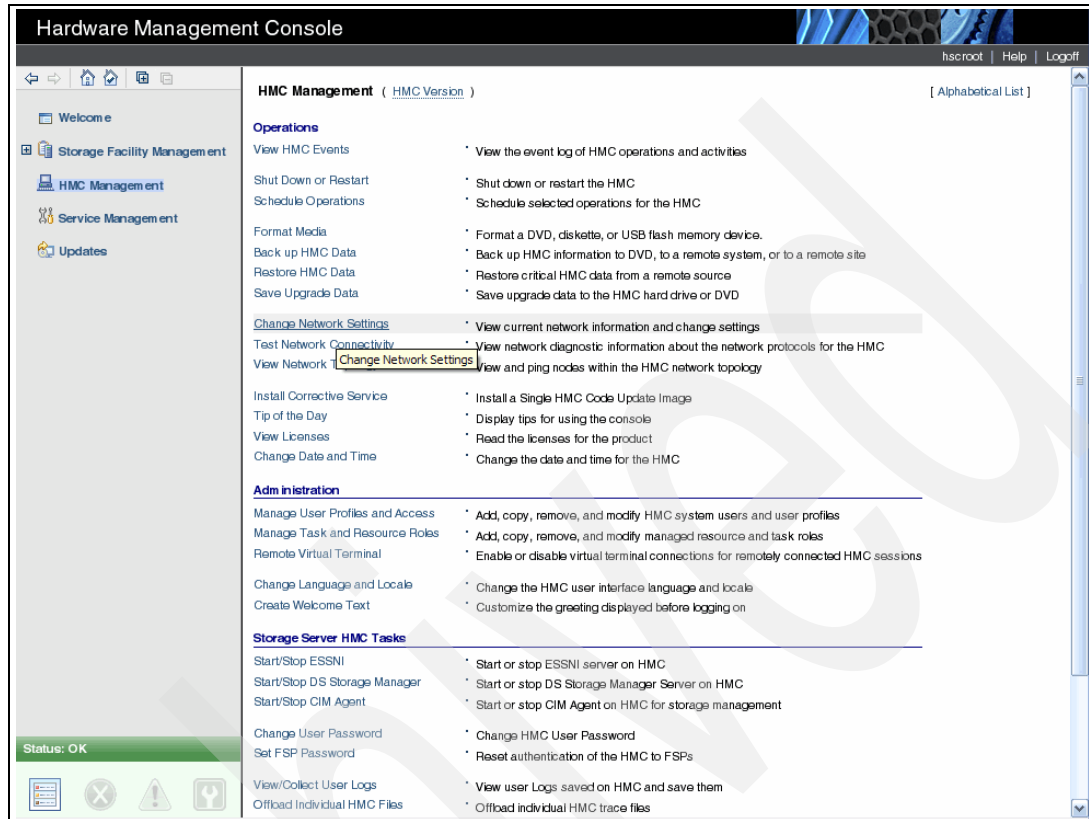 Hardware Management Console
hscroot | Help | Logoff
Welcome
Storage Facility Management
HMC Management
Service Management
Updates
Status: OK
HMC Management ( HMC Version )
[ Alphabetical List ]
Operations
View HMC Events · View the event log of HMC operations and activities
Shut Down or Restart · Shut down or restart the HMC
Schedule Operations · Schedule selected operations for the HMC
Format Media · Format a DVD, diskette, or USB flash memory device.
Back up HMC Data · Back up HMC information to DVD, to a remote system, or to a remote site
Restore HMC Data · Restore critical HMC data from a remote source
Save Upgrade Data · Save upgrade data to the HMC hard drive or DVD
Change Network Settings · View current network information and change settings
Test Network Connectivity · View network diagnostic information about the network protocols for the HMC
Change Network Settings
View Network · View and ping nodes within the HMC network topology
Install Corrective Service · Install a Single HMC Code Update Image
Tip of the Day · Display tips for using the console
View Licenses · Read the licenses for the product
Change Date and Time · Change the date and time for the HMC
Administration
Manage User Profiles and Access · Add, copy, remove, and modify HMC system users and user profiles
Manage Task and Resource Roles · Add, copy, remove, and modify managed resource and task roles
Remote Virtual Terminal · Enable or disable virtual terminal connections for remotely connected HMC sessions
Change Language and Locale · Change the HMC user interface language and locale
Create Welcome Text · Customize the greeting displayed before logging on
Storage Server HMC Tasks
Start/Stop ESSNI · Start or stop ESSNI server on HMC
Start/Stop DS Storage Manager · Start or stop DS Storage Manager Server on HMC
Start/Stop CIM Agent · Start or stop CIM Agent on HMC for storage management
Change User Password · Change HMC User Password
Set FSP Password · Reset authentication of the HMC to FSPs
View/Collect User Logs · View user Logs saved on HMC and save them
Offload Individual HMC Files · Offload individual HMC trace files